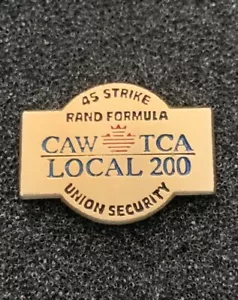 45 STRIKE
RAND FORMULA
CAW TCA
LOCAL 200
UNION SECURITY